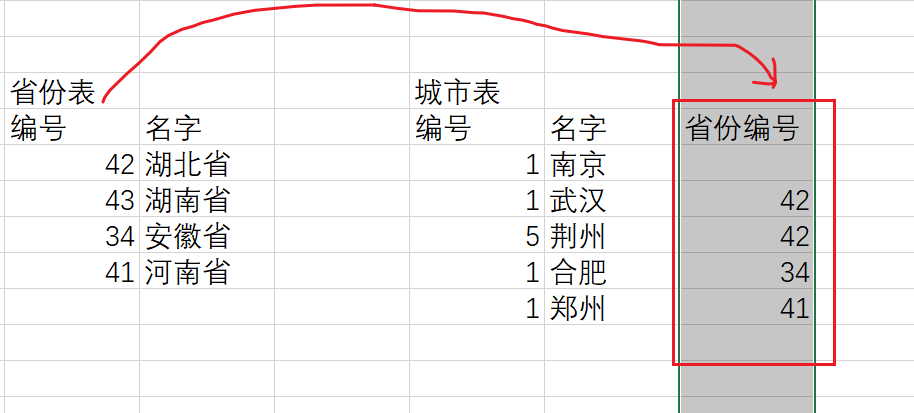 省份表 城市表
编号 名字 编号 名字 省份编号
42 湖北省 1 南京
43 湖南省 1 武汉 42
34 安徽省 5 荆州 42
41 河南省 1 合肥 34
1 郑州 41